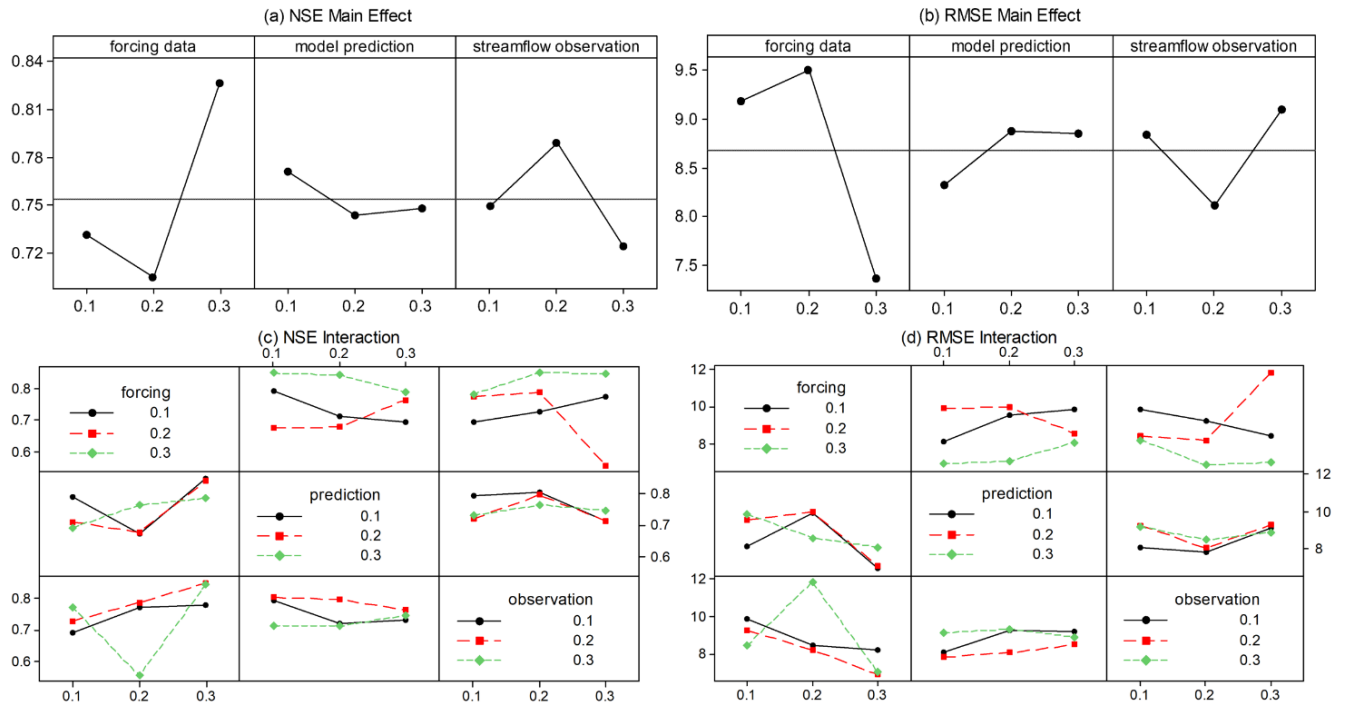 (a) NSE Main Effect
forcing data model prediction streamflow observation
0.84
0.81
0.78
0.75
0.72
0.1 0.2 0.3 0.1 0.2 0.3 0.1 0.2 0.3
(b) RMSE Main Effect
forcing data model prediction streamflow observation
9.5
9.0
8.5
8.0
7.5
0.1 0.2 0.3 0.1 0.2 0.3 0.1 0.2 0.3
(c) NSE Interaction
0.1 0.2 0.3
0.8
0.7
0.6
forcing
0.1
0.2
0.3
prediction
0.1
0.2
0.3
0.8
0.7
0.6
0.8
0.7
0.6
observation
0.1
0.2
0.3
0.1 0.2 0.3 0.1 0.2 0.3
(d) RMSE Interaction
0.1 0.2 0.3
12
10
8
forcing
0.1
0.2
0.3
prediction
0.1
0.2
0.3
12
10
8
12
10
8
observation
0.1
0.2
0.3
0.1 0.2 0.3 0.1 0.2 0.3